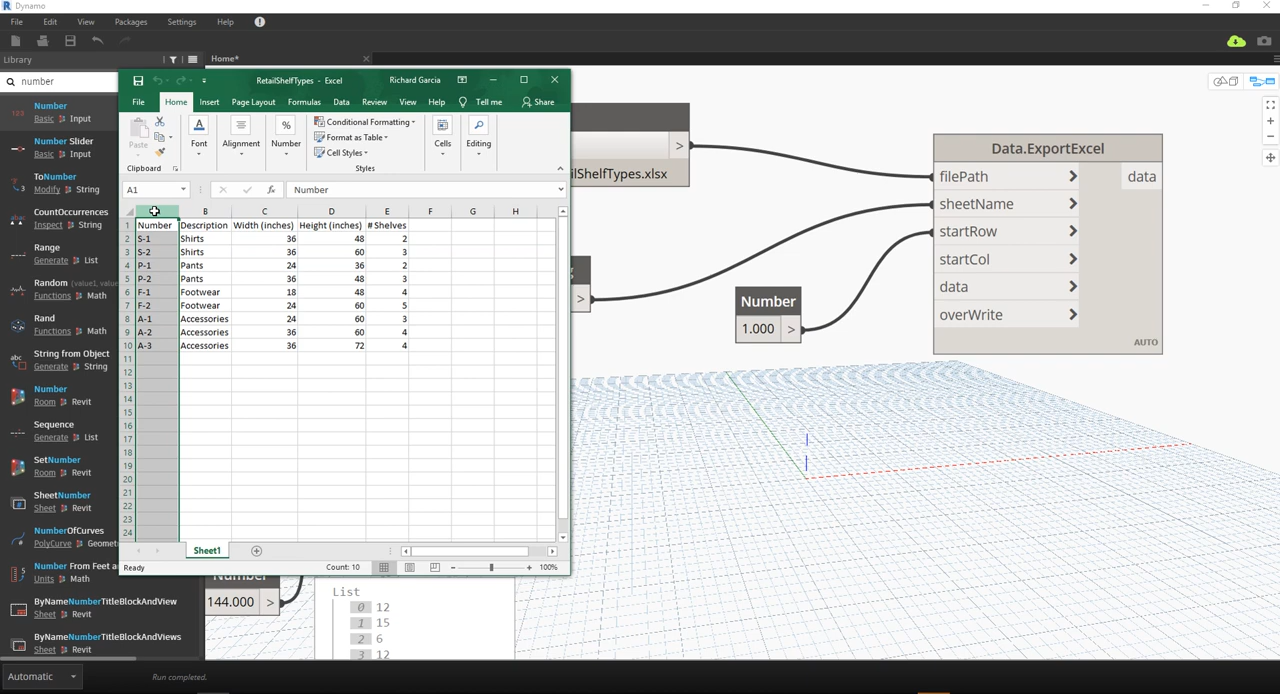 Dynamo
File Edit View Packages Settings Help
Library
Home*
number
Number
Basic Input
Number Slider
Basic Input
ToNumber
Modify String
CountOccurrences
Inspect String
Range
Generate List
Random (value1, value
Functions Math
Rand
Functions Math
String from Object
Generate String
Number
Room Revit
Sequence
Generate List
SetNumber
Room Revit
SheetNumber
Sheet Revit
NumberOfCurves
PolyCurve Geomet
Number From Feet a
Units Math
ByNameNumberTitleBlockAndView
Sheet Revit
ByNameNumberTitleBlockAndViews
Sheet Revit
Automatic
Run completed.
RetailShelfTypes - Excel
Richard Garcia
File Home Insert Page Layout Formulas Data Review View Help Tell me Share
Paste
Font
Alignment
Number
Conditional Formatting
Format as Table
Cell Styles
Cells
Editing
Clipboard
Styles
A1
fx
Number
B C D E F G H
1 Number Description Width (inches) Height (inches) # Shelves
2 S-1 Shirts 36 48 2
3 S-2 Shirts 36 60 3
4 P-1 Pants 24 36 2
5 P-2 Pants 36 48 3
6 F-1 Footwear 18 48 4
7 F-2 Footwear 24 60 5
8 A-1 Accessories 24 60 3
9 A-2 Accessories 36 60 4
10 A-3 Accessories 36 72 4
11
12
13
14
15
16
17
18
19
20
21
22
23
24
Sheet1
Ready
Count: 10
100%
ilShelfTypes.xlsx
Number
1.000 >
Data.ExportExcel
filePath >
sheetName >
startRow >
startCol >
data >
overWrite >
data
AUTO
Number
144.000 >
List
0 12
1 15
2 6
3 12